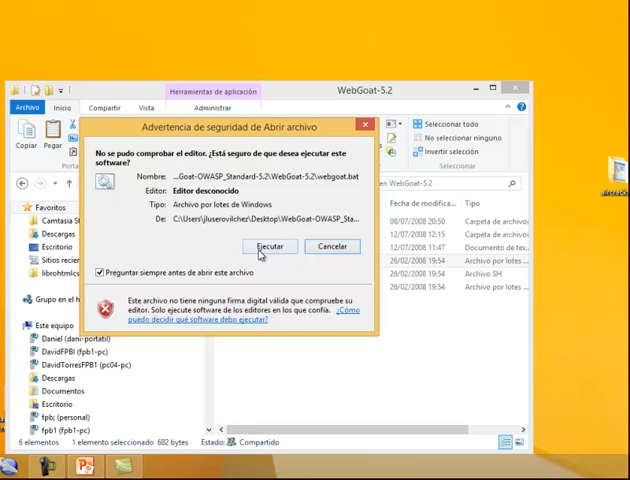 Herramientas de aplicación
WebGoat-5.2
Archivo
Inicio
Compartir
Vista
Administrar
Copiar
Pegar
Porta
Seleccionar todo
No seleccionar ninguno
Invertir selección
Seleccionar
Advertencia de seguridad de Abrir archivo
No se pudo comprobar el editor. ¿Está seguro de que desea ejecutar este
software?
Nombre: ...Goat-OWASP_Standard-5.2\WebGoat-5.2\webgoat.bat
Editor: Editor desconocido
Tipo: Archivo por lotes de Windows
De: C:\Users\jluserovilchez\Desktop\WebGoat-OWASP_Sta...
Ejecutar
Cancelar
Preguntar siempre antes de abrir este archivo
Este archivo no tiene ninguna firma digital válida que compruebe su
editor. Solo ejecute software de los editores en los que confía. ¿Cómo
puedo decidir qué software debo ejecutar?
en WebGoat-5.2
Fecha de modifica...
Tipo
08/07/2008 20:50 Carpeta de archivos
12/07/2008 12:15 Carpeta de archivos
12/07/2008 11:47 Documento de tex
26/02/2008 19:54 Archivo por lotes ...
26/02/2008 19:54 Archivo SH
26/02/2008 19:54 Archivo por lotes ...
Favoritos
Camtasia St
Descargas
Escritorio
Sitios recien
librohtmlcs
Grupo en el h
Este equipo
Daniel (dani-portatil)
DavidFPBI (fpb1-pc)
DavidTorresFPB1 (pc04-pc)
Descargas
Documentos
Escritorio
fpb¡ (personal)
fpb1 (fpb1-pc)
6 elementos
1 elemento seleccionado 682 bytes
Estado:
Compartido
aircrack